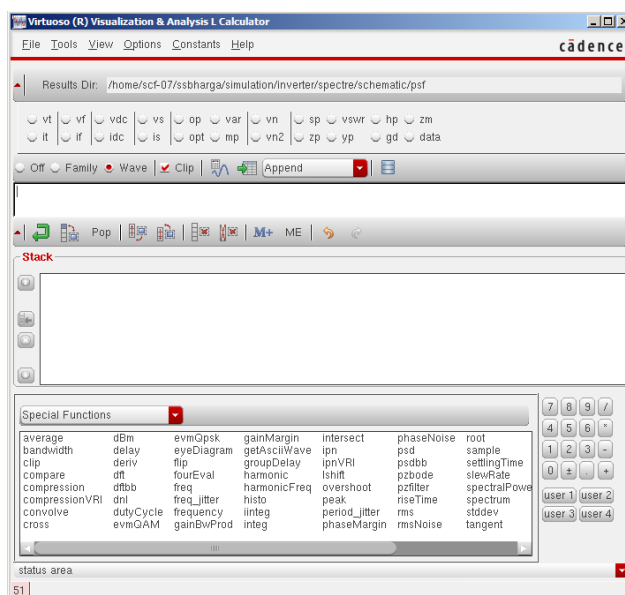 Virtuoso (R) Visualization & Analysis L Calculator
File Tools View Options Constants Help
cādence
Results Dir: /home/scf-07/ssbharga/simulation/inverter/spectre/schematic/psf
vt vf vdc vs op var vn sp vswr hp zm
it if idc is opt mp vn2 zp yp gd data
Off Family Wave Clip Append
Pop M+ ME
Stack
Special Functions
7 8 9 /
4 5 6 *
1 2 3 -
0 ± . +
user 1 user 2
user 3 user 4
average dBm evmQpsk gainMargin intersect phaseNoise root
bandwidth delay eyeDiagram getAsciiWave ipn psd sample
clip deriv flip groupDelay ipnVRI psdbb settlingTime
compare dft fourEval harmonic lshift pzbode slewRate
compression dftbb freq harmonicFreq overshoot pzfilter spectralPowe
compressionVRI dnl freq_jitter histo peak riseTime spectrum
convolve dutyCycle frequency iinteg period_jitter rms stddev
cross evmQAM gainBwProd integ phaseMargin rmsNoise tangent
status area
51